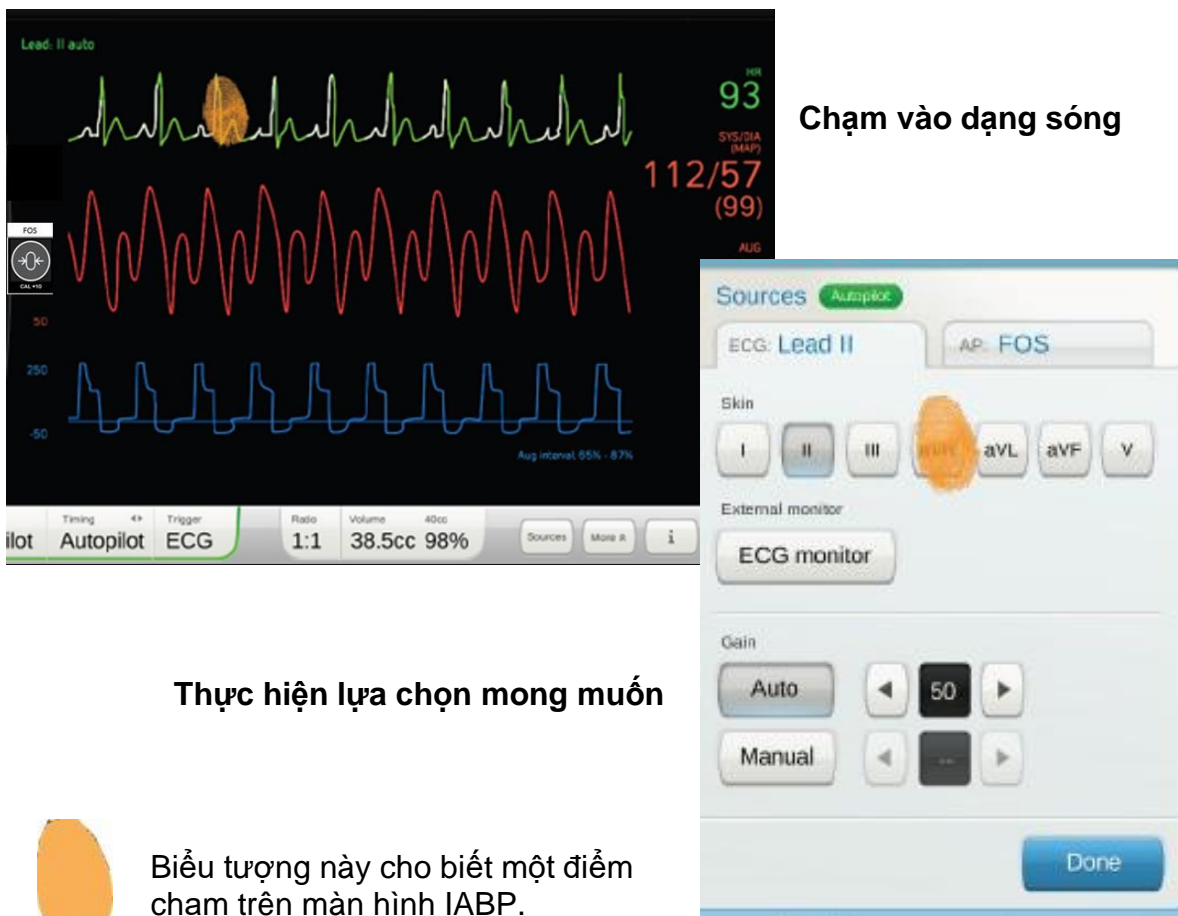 Lead: II auto
HR
93
SYS/DIA
(MAP)
112/57
(99)
AUG
FOS
CAL +10
50
250
-50
Aug interval 65% - 87%
ilot
Timing
Autopilot
Trigger
ECG
Ratio
1:1
Volume 40cc
38.5cc 98%
Sources
More
i
Chạm vào dạng sóng
Sources Autopilot
ECG: Lead II
AP: FOS
Skin
I II III aVL aVF V
External monitor
ECG monitor
Gain
Auto 50
Manual --
Done
Thực hiện lựa chọn mong muốn
Biểu tượng này cho biết một điểm
chạm trên màn hình IABP.